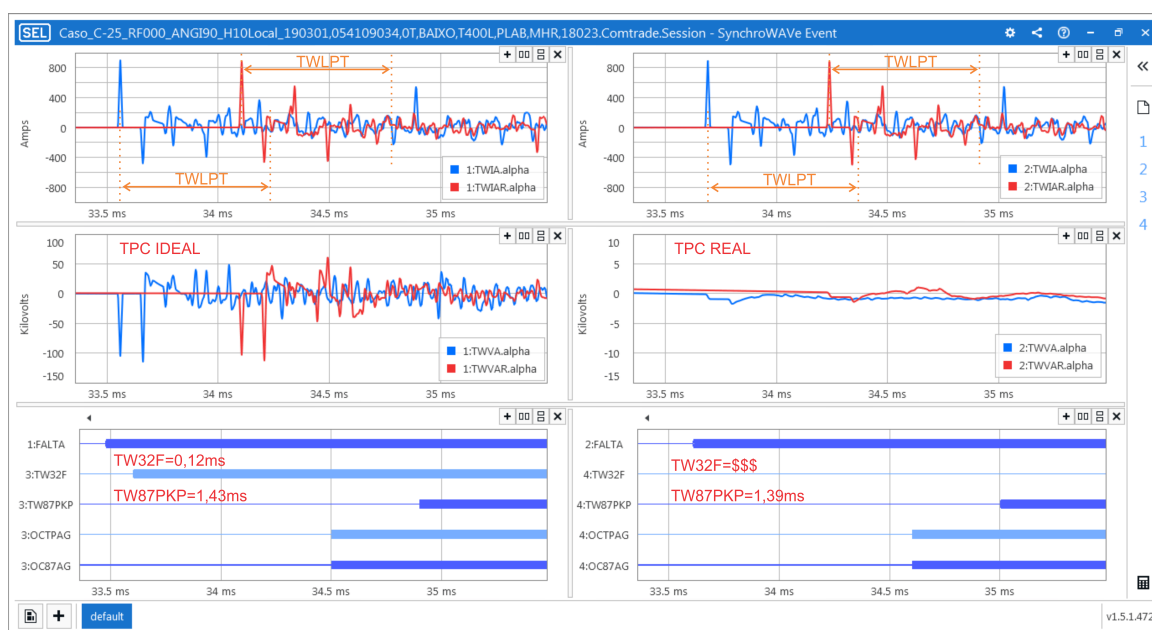 SEL Caso_C-25_RF000_ANGI90_H10Local_190301,054109034,0T,BAIXO,T400L,PLAB,MHR,18023.Comtrade.Session - SynchroWAVe Event
TWLPT
800
400
0
-400
-800
Amps
TWLPT
1:TWIA.alpha
1:TWIAR.alpha
33.5 ms 34 ms 34.5 ms 35 ms
TWLPT
800
400
0
-400
-800
Amps
TWLPT
2:TWIA.alpha
2:TWIAR.alpha
33.5 ms 34 ms 34.5 ms 35 ms
1
2
3
4
TPC IDEAL
100
50
0
-50
-100
-150
Kilovolts
1:TWVA.alpha
1:TWVAR.alpha
33.5 ms 34 ms 34.5 ms 35 ms
TPC REAL
10
5
0
-5
-10
-15
Kilovolts
2:TWVA.alpha
2:TWVAR.alpha
33.5 ms 34 ms 34.5 ms 35 ms
1:FALTA
TW32F=0,12ms
3:TW32F
TW87PKP=1,43ms
3:TW87PKP
3:OCTPAG
3:OC87AG
33.5 ms 34 ms 34.5 ms 35 ms
2:FALTA
TW32F=$$$
4:TW32F
TW87PKP=1,39ms
4:TW87PKP
4:OCTPAG
4:OC87AG
33.5 ms 34 ms 34.5 ms 35 ms
default
v1.5.1.472